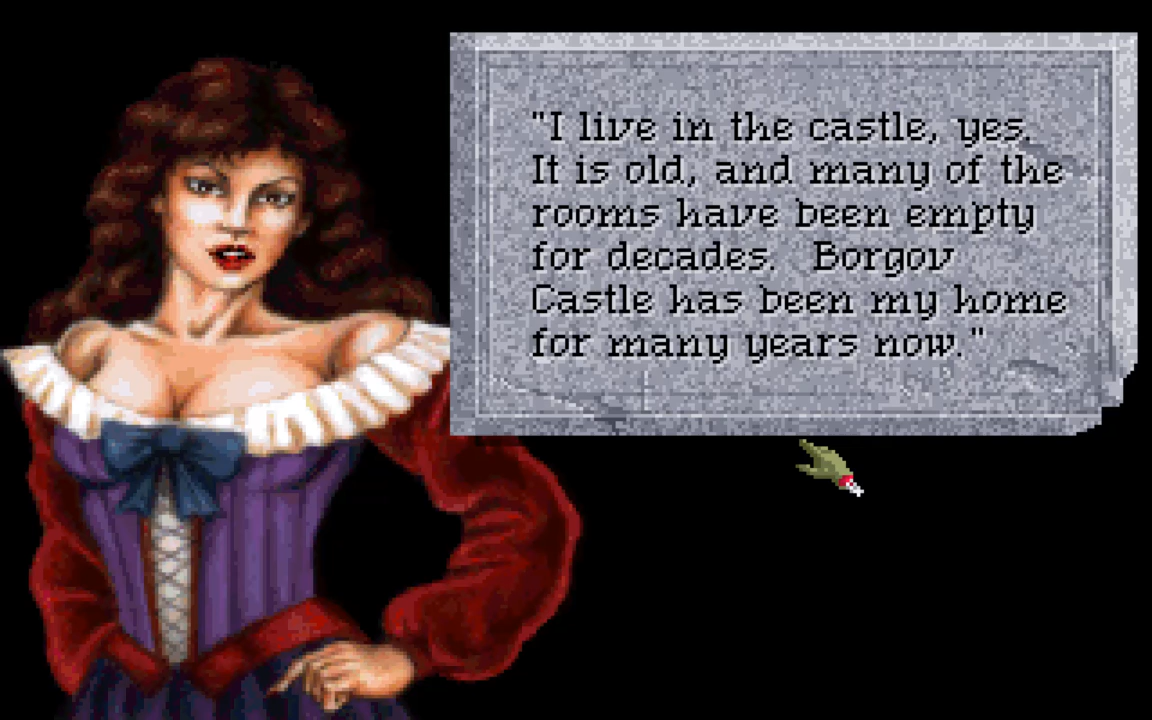 "I live in the castle, yes.
It is old, and many of the
rooms have been empty
for decades.  Borgov
Castle has been my home
for many years now."